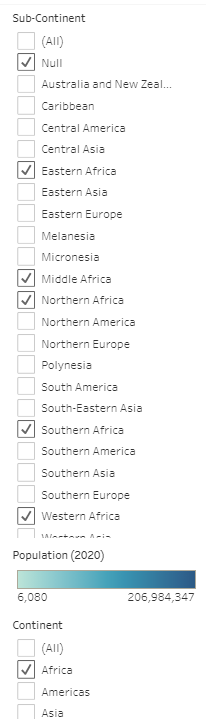 Sub-Continent
(All)
Null
Australia and New Zeal...
Caribbean
Central America
Central Asia
Eastern Africa
Eastern Asia
Eastern Europe
Melanesia
Micronesia
Middle Africa
Northern Africa
Northern America
Northern Europe
Polynesia
South America
South-Eastern Asia
Southern Africa
Southern America
Southern Asia
Southern Europe
Western Africa
Western Asia
Population (2020)
6,080 206,984,347
Continent
(All)
Africa
Americas
Asia